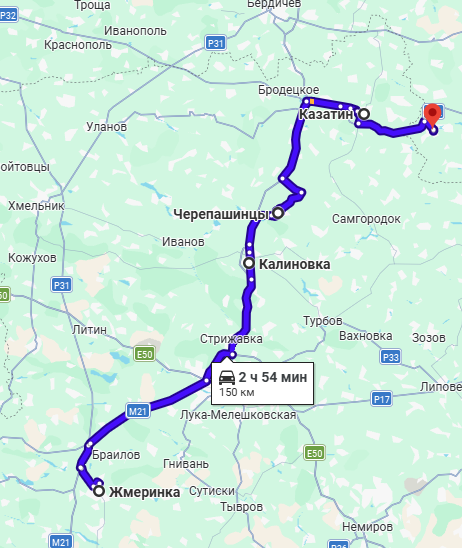 Троща
Бердичев
P32
Иванополь
P31
Краснополь
Бродецкое
Казатин
Уланов
Черепашинцы
Хмельник
Самгородок
Иванов
Кожухов
Калиновка
P31
50
Турбов
Литин
Стрижавка
Вахновка
Зозов
E50
P33
2 ч 54 мин
150 км
Липове
P17
M21
Лука-Мелешковская
E50
Браилов
Гнивань
Жмеринка
Сутиски
Тывров
Немиров
M21